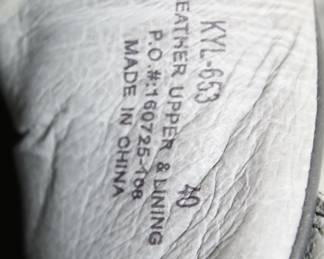 KYL-653 40
EATHER UPPER & LINING
P.O.#:160725-108
MADE IN CHINA